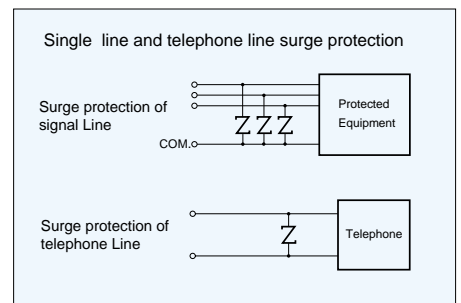 Single line and telephone line surge protection
Surge protection of
signal Line
COM.
Protected
Equipment
Surge protection of
telephone Line
Telephone